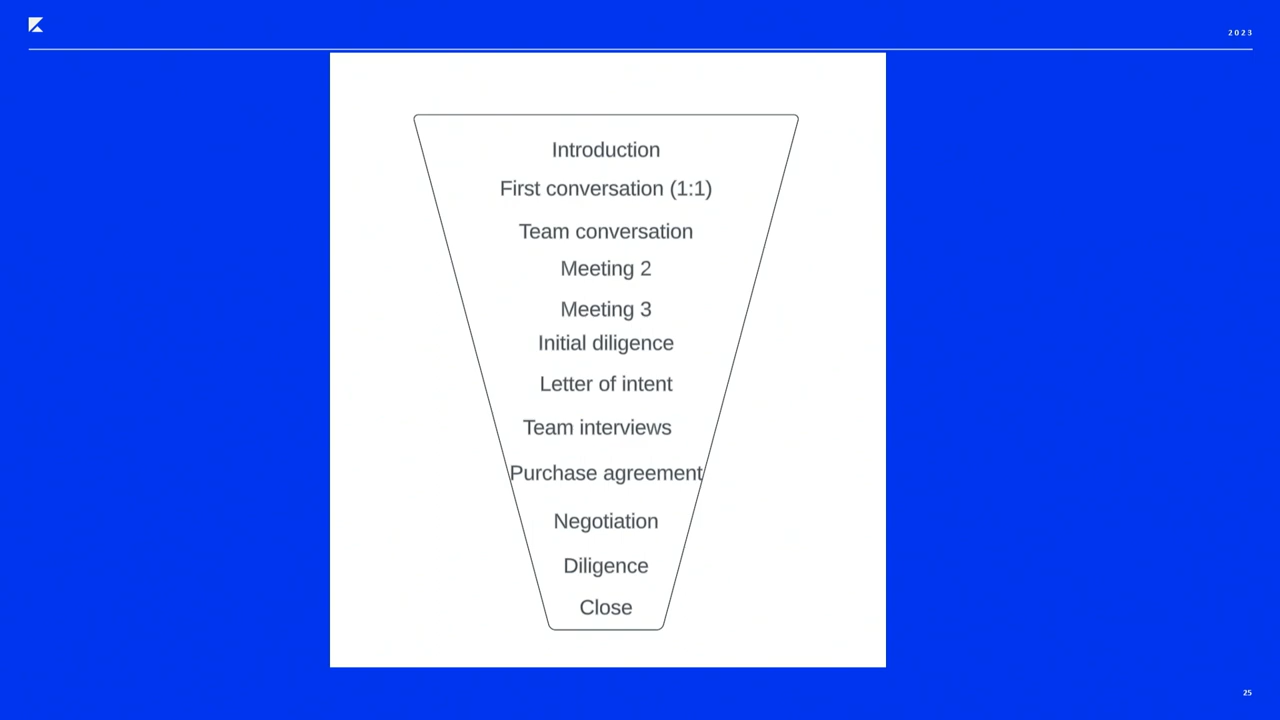 2023
Introduction
First conversation (1:1)
Team conversation
Meeting 2
Meeting 3
Initial diligence
Letter of intent
Team interviews
Purchase agreement
Negotiation
Diligence
Close
25